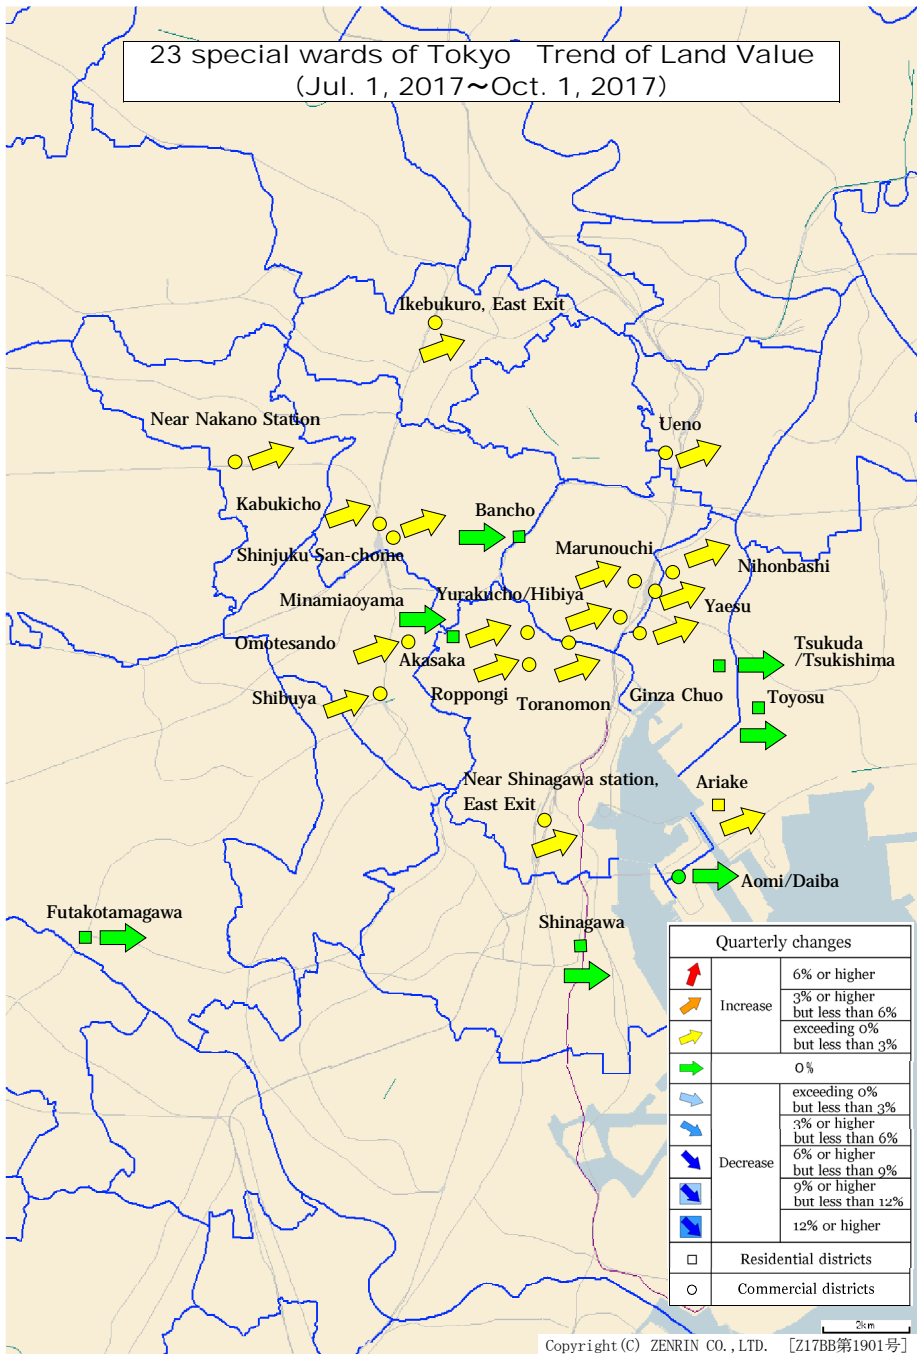 23 special wards of Tokyo Trend of Land Value
(Jul. 1, 2017～Oct. 1, 2017)
Ikebukuro, East Exit
Near Nakano Station
Ueno
Kabukicho
Bancho
Shinjuku San-chome
Marunouchi
Nihonbashi
Minamiaoyama
Yurakucho/Hibiya
Yaesu
Omotesando
Akasaka
Tsukuda
/Tsukishima
Shibuya
Roppongi
Toranomon
Ginza Chuo
Toyosu
Near Shinagawa station,
East Exit
Ariake
Aomi/Daiba
Futakotamagawa
Shinagawa
Quarterly changes
Increase
6% or higher
3% or higher
but less than 6%
exceeding 0%
but less than 3%
0%
Decrease
exceeding 0%
but less than 3%
3% or higher
but less than 6%
6% or higher
but less than 9%
9% or higher
but less than 12%
12% or higher
Residential districts
Commercial districts
2km
Copyright(C) ZENRIN CO.,LTD. [Z17BB第1901号]